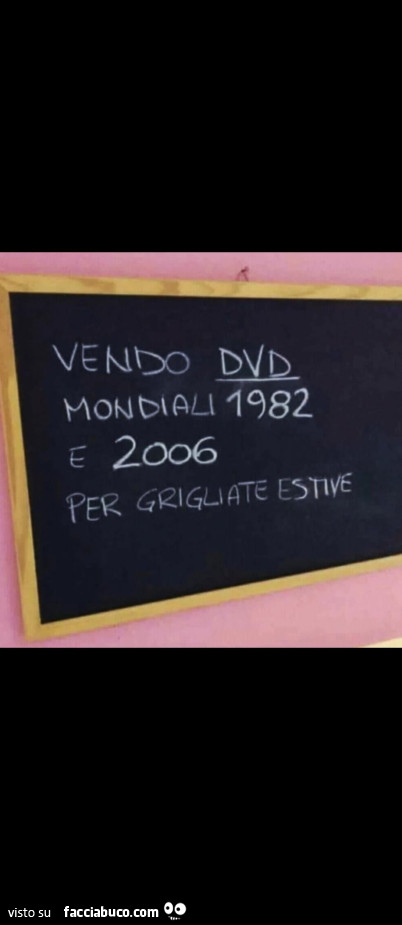 VENDO DVD
MONDIALI 1982
E 2006
PER GRIGLIATE ESTIVE
visto su facciabuco.com